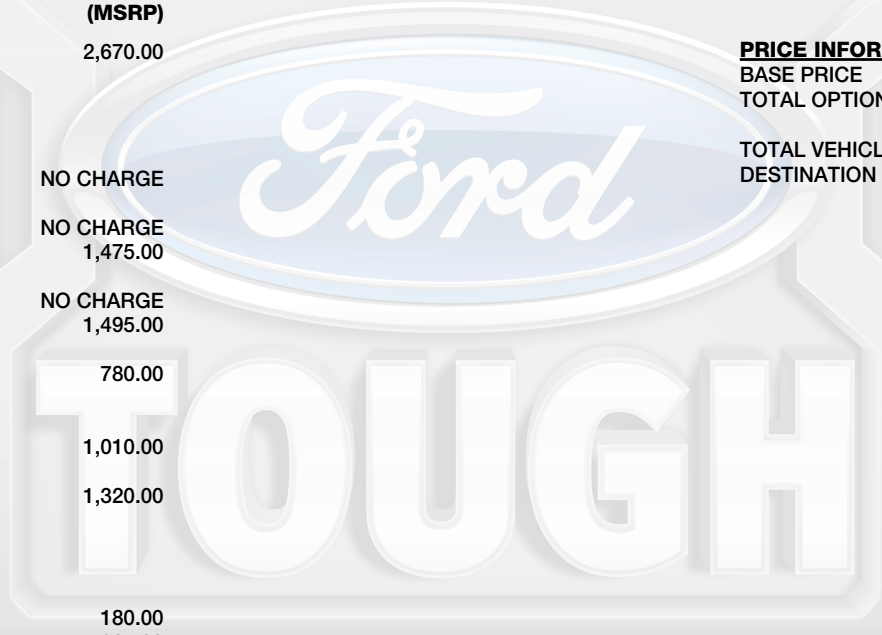 (MSRP)
2,670.00
NO CHARGE
NO CHARGE
1,475.00
NO CHARGE
1,495.00
780.00
1,010.00
1,320.00
180.00
PRICE INFOR
BASE PRICE
TOTAL OPTION
TOTAL VEHICL
DESTINATION
Ford
TOUGH